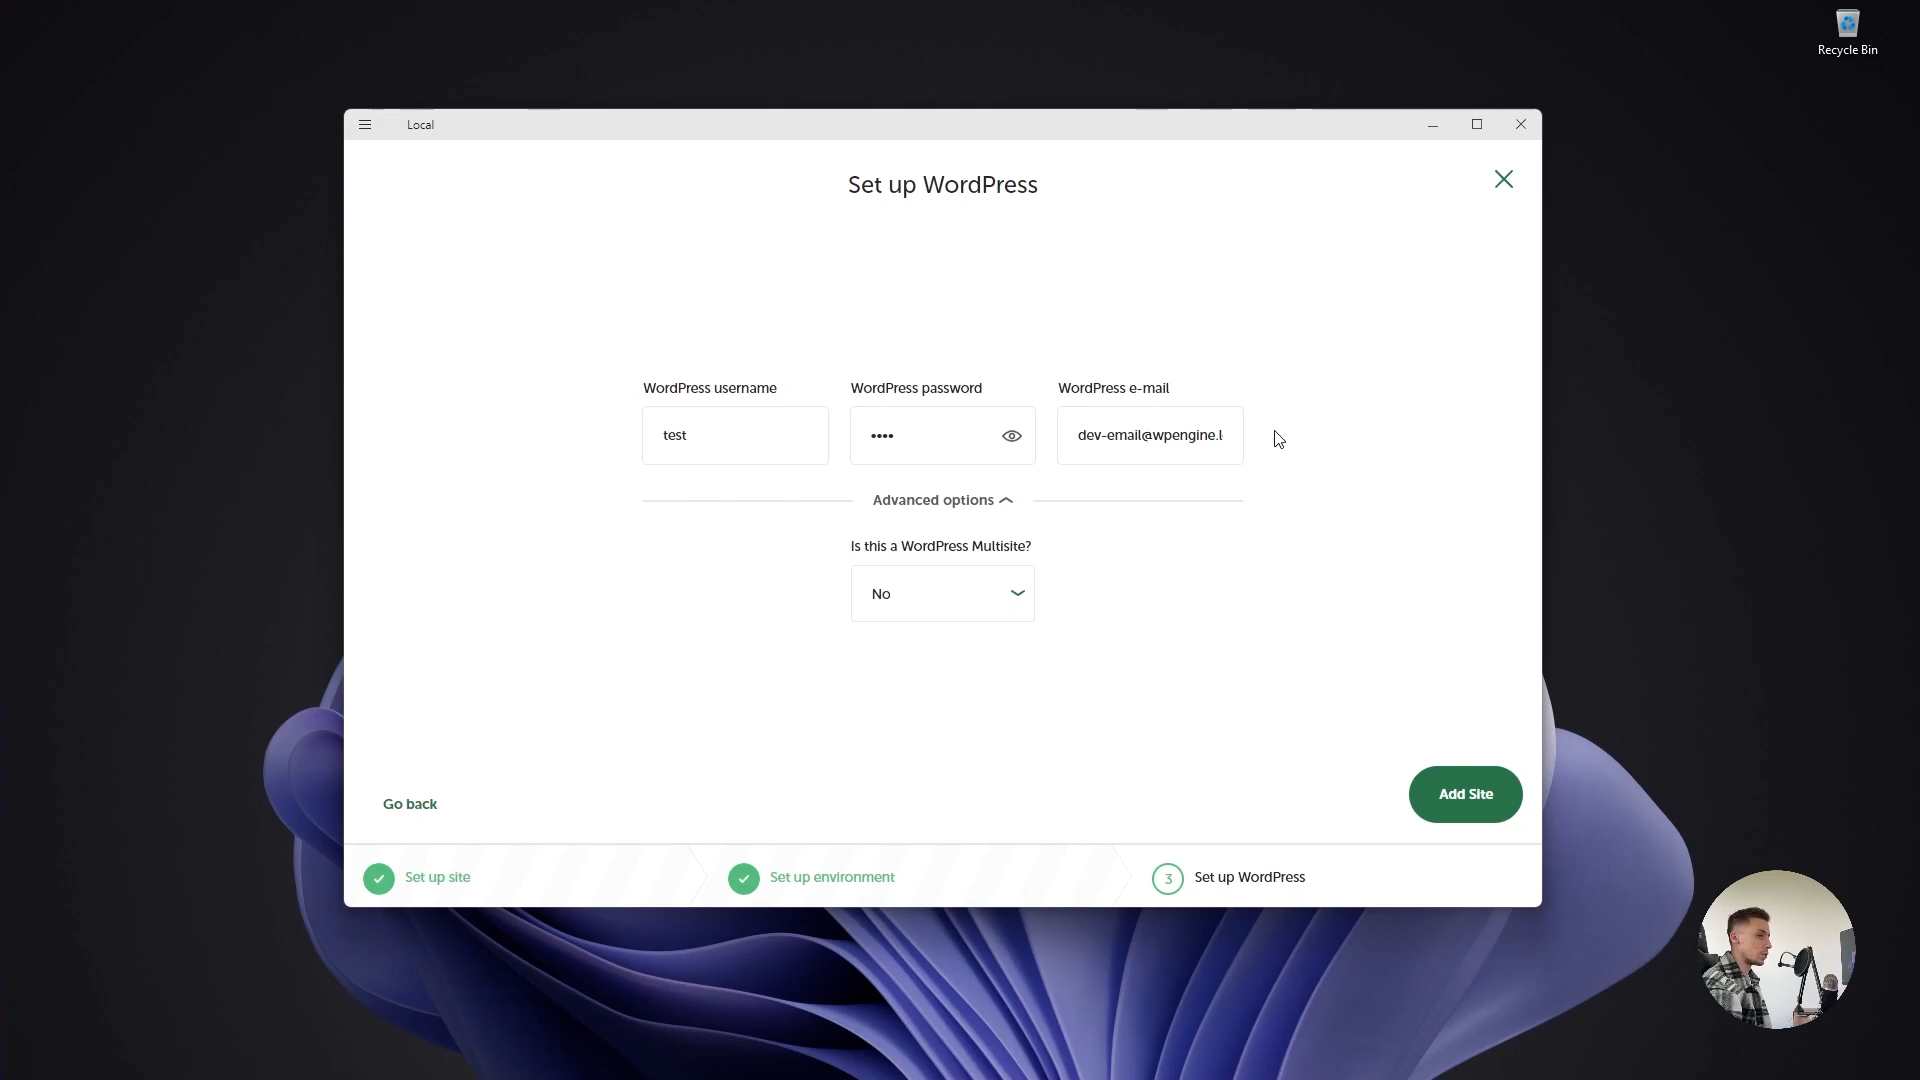 Recycle Bin
Local
Set up WordPress
WordPress username
WordPress password
WordPress e-mail
test
••••
dev-email@wpengine.l
Advanced options
Is this a WordPress Multisite?
No
Go back
Add Site
Set up site
Set up environment
3
Set up WordPress